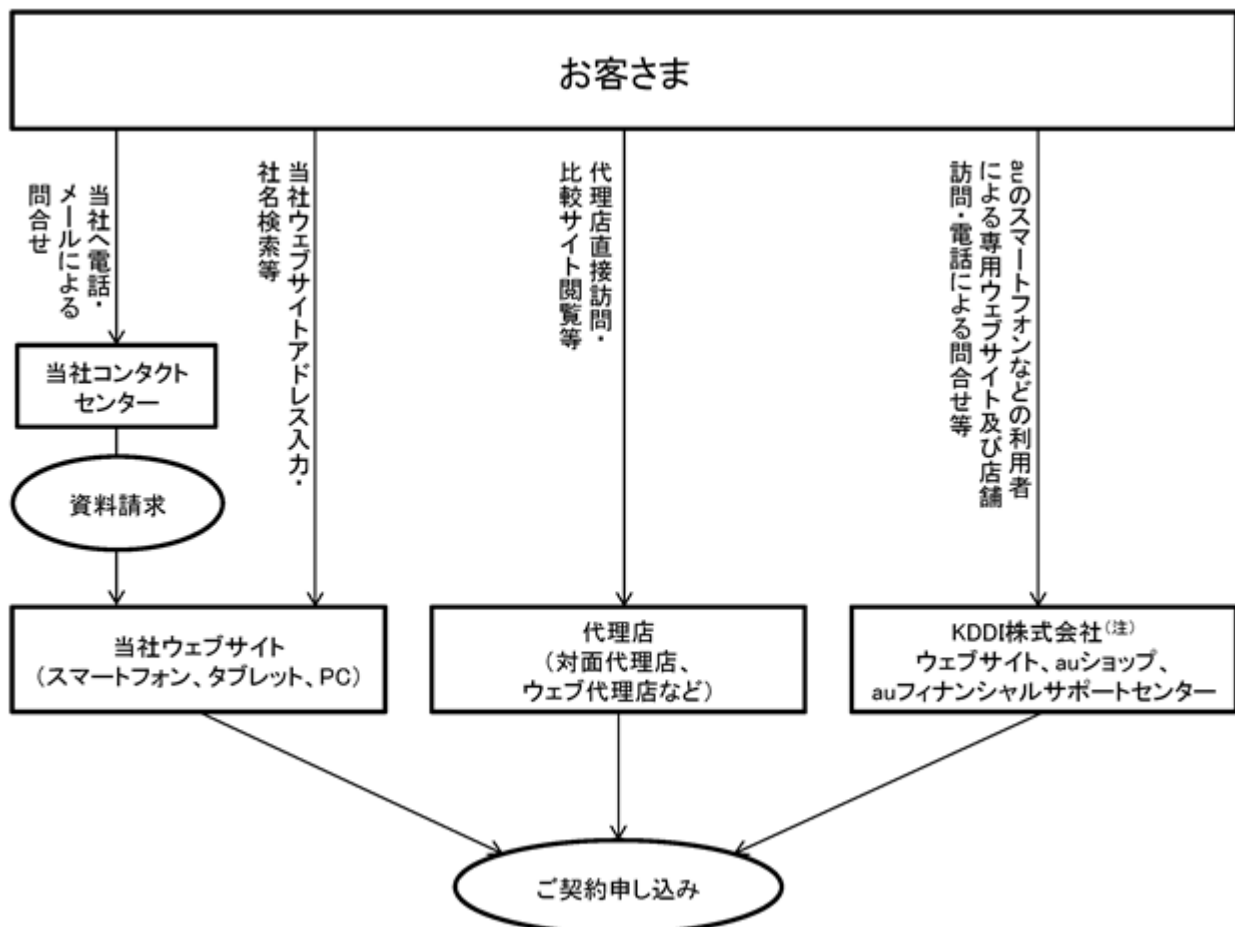 お客さま
当社へ電話・
メールによる
問合せ
当社ウェブサイトアドレス入力・
社名検索等
代理店直接訪問・
比較サイト閲覧等
auのスマートフォンなどの利用者
による専用ウェブサイト及び店舗
訪問・電話による問合せ等
当社コンタクト
センター
資料請求
当社ウェブサイト
(スマートフォン、タブレット、PC)
代理店
(対面代理店、
ウェブ代理店など)
KDDI株式会社(注)
ウェブサイト、auショップ、
auフィナンシャルサポートセンター
ご契約申し込み